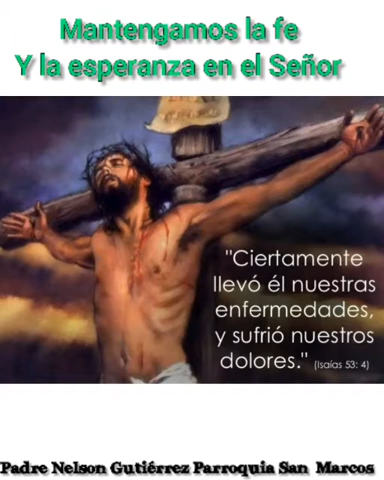 Mantengamos la fe
Y la esperanza en el Señor
"Ciertamente
llevó él nuestras
enfermedades,
y sufrió nuestros
dolores." (Isaías 53: 4)
Padre Nelson Gutiérrez Parroquia San Marcos